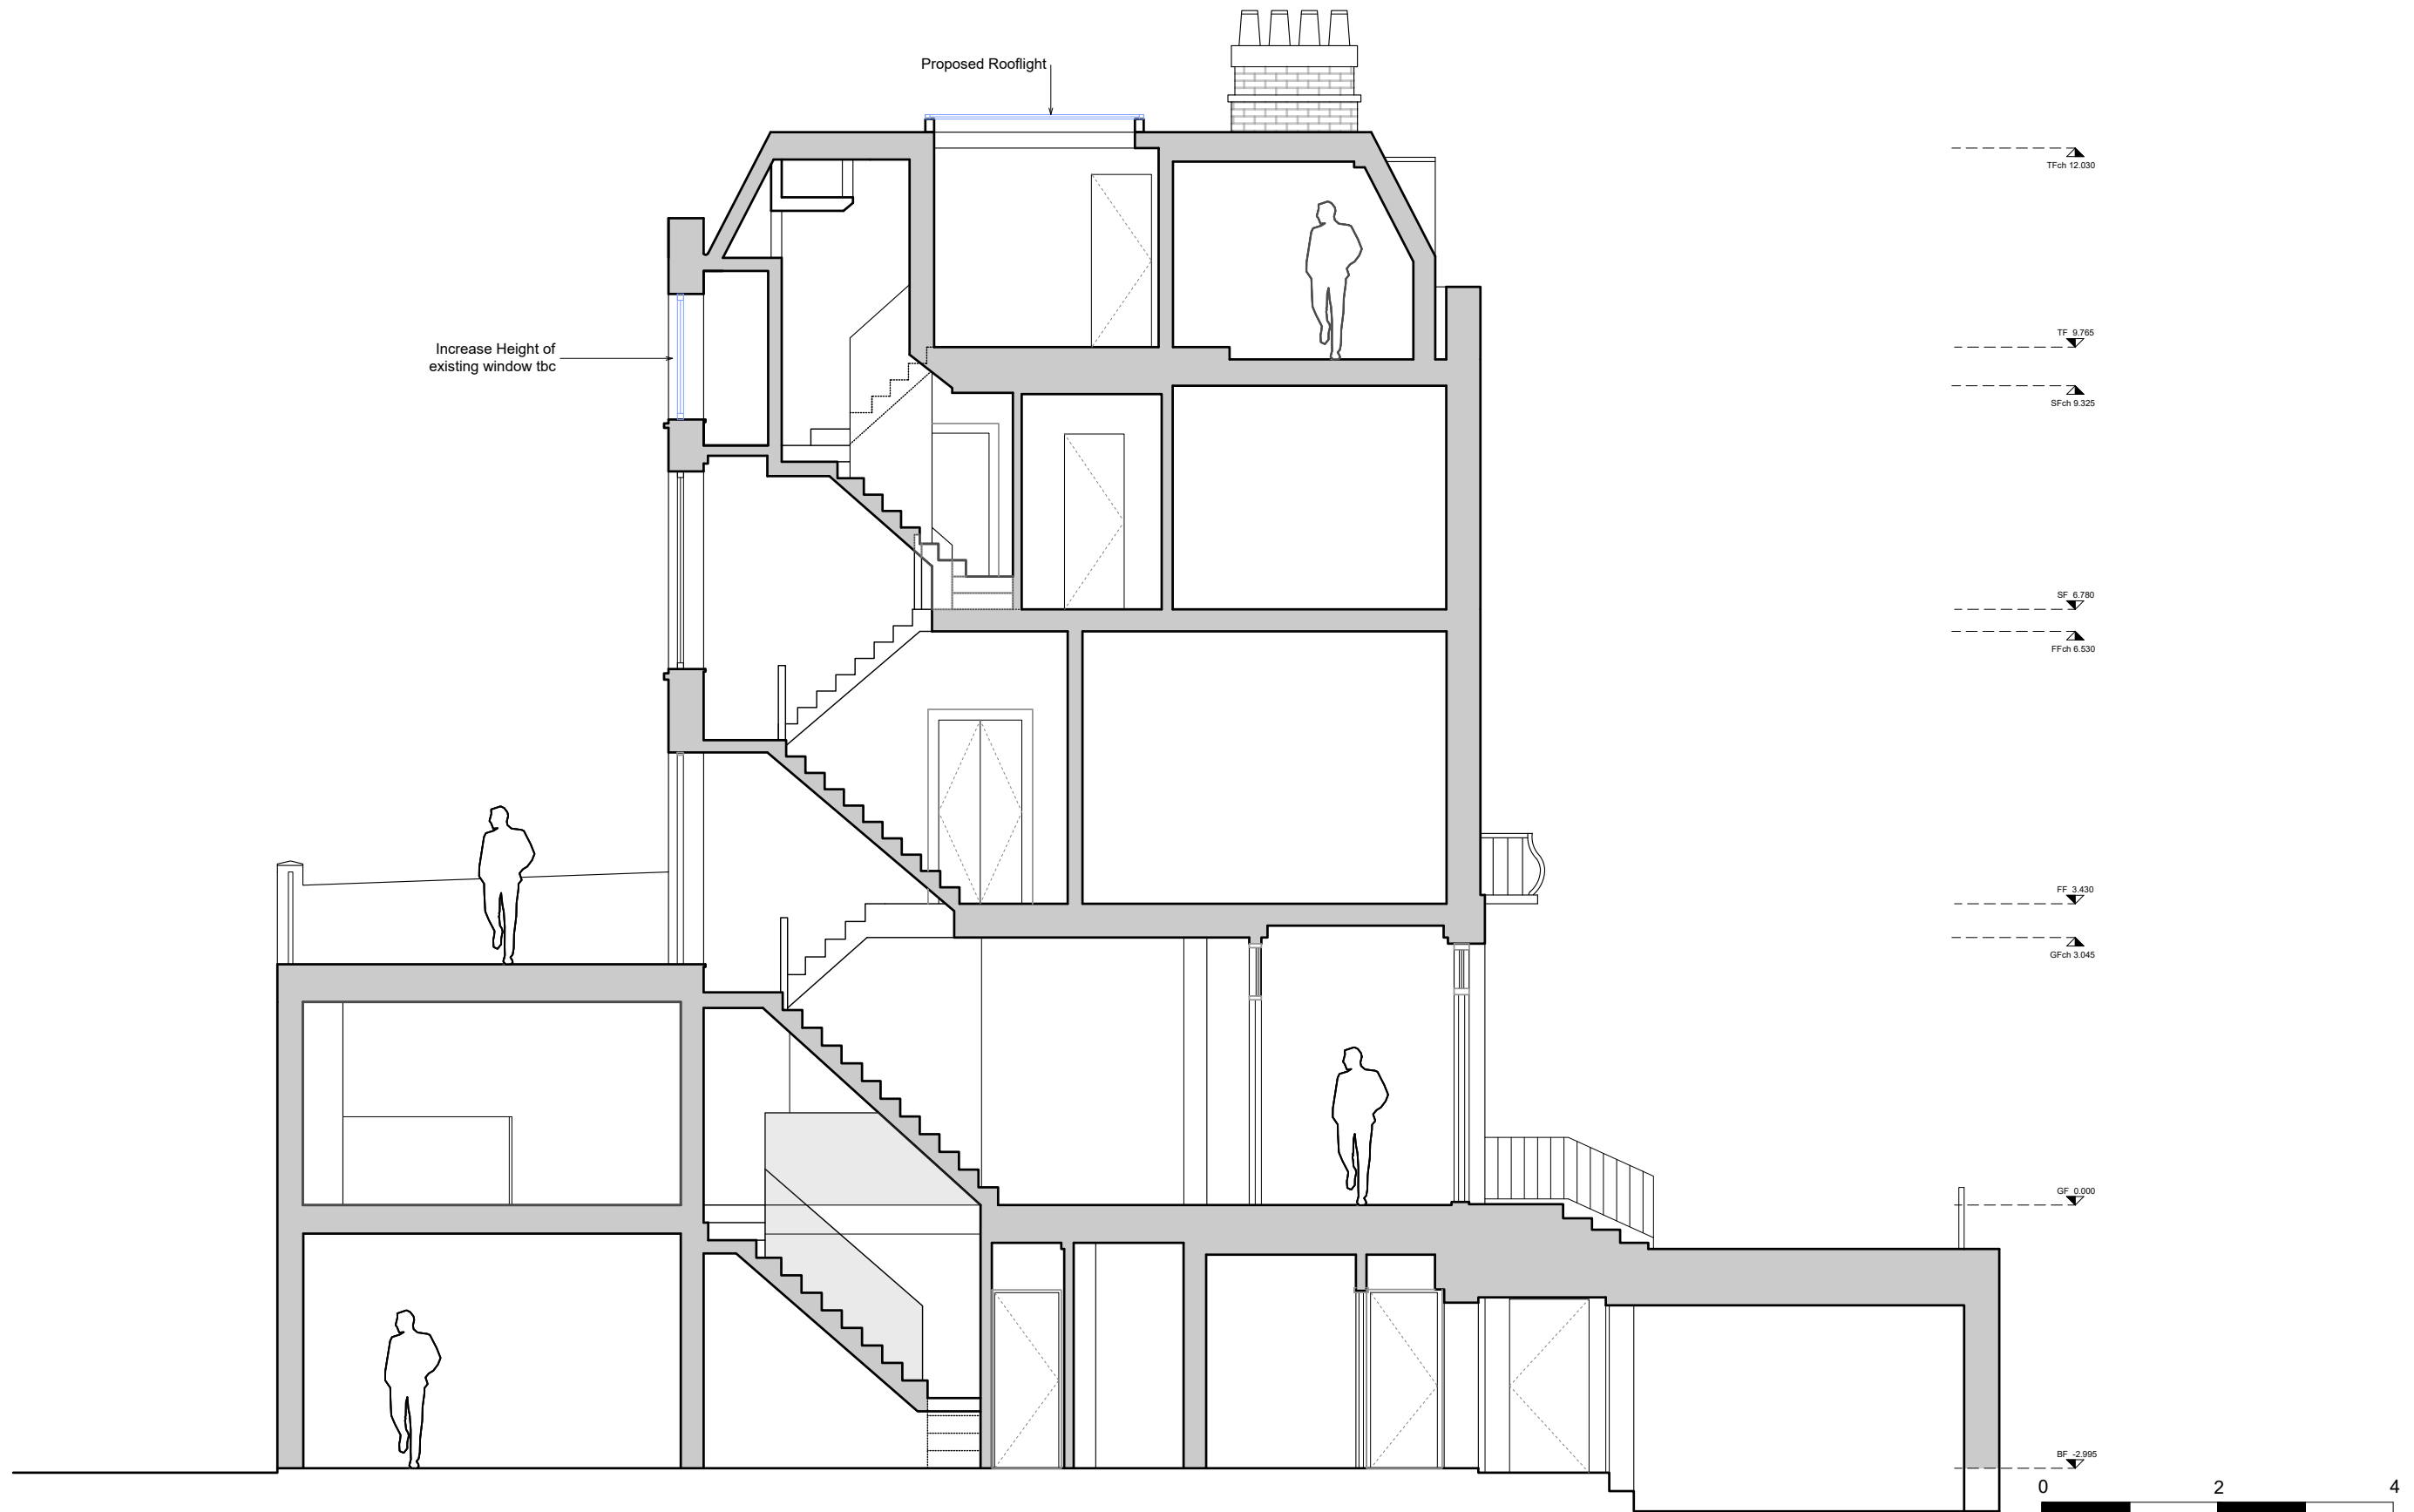 Proposed Rooflight
TFch 12.030
TF 9.765
Increase Height of
existing window tbc
SFch 9.325
SF 6.780
FFch 6.530
FF 3.430
GFch 3.045
GF 0.000
BF -2.995
0 2 4